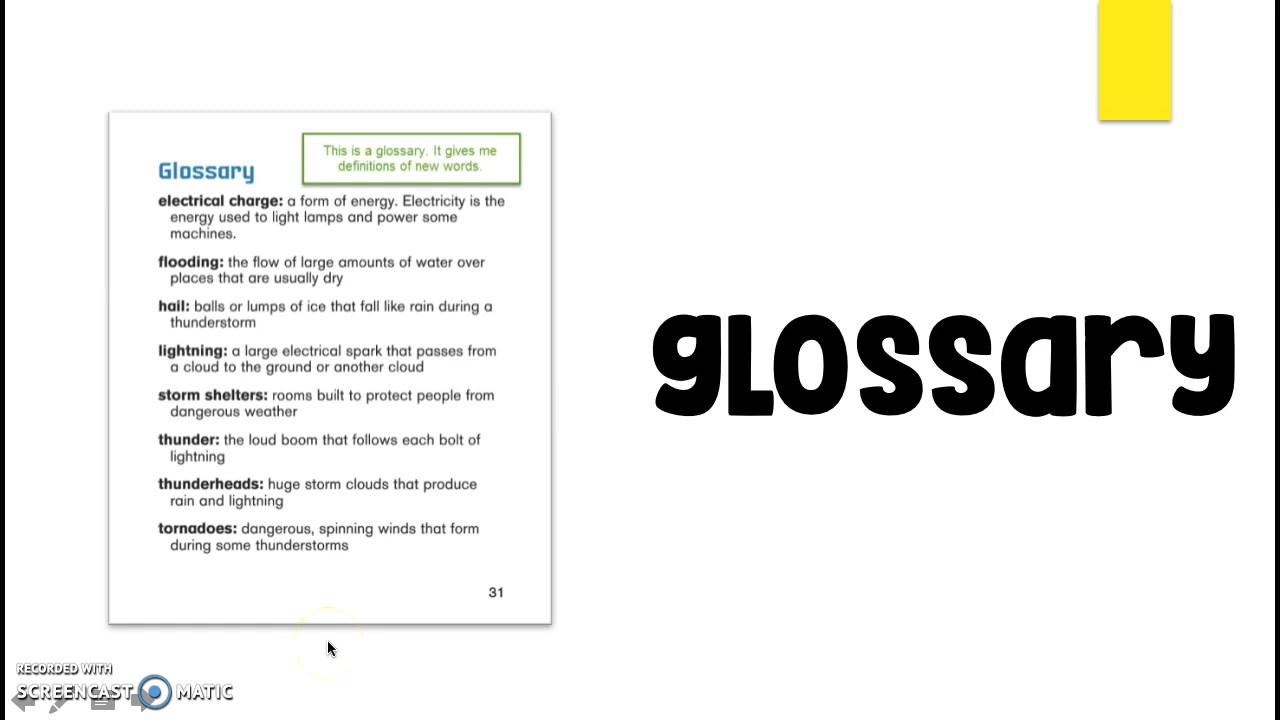 This is a glossary. It gives me
definitions of new words.
Glossary
electrical charge: a form of energy. Electricity is the
energy used to light lamps and power some
machines.
flooding: the flow of large amounts of water over
places that are usually dry
hail: balls or lumps of ice that fall like rain during a
thunderstorm
lightning: a large electrical spark that passes from
a cloud to the ground or another cloud
storm shelters: rooms built to protect people from
dangerous weather
thunder: the loud boom that follows each bolt of
lightning
thunderheads: huge storm clouds that produce
rain and lightning
tornadoes: dangerous, spinning winds that form
during some thunderstorms
31
glossary
RECORDED WITH
SCREENCAST MATIC